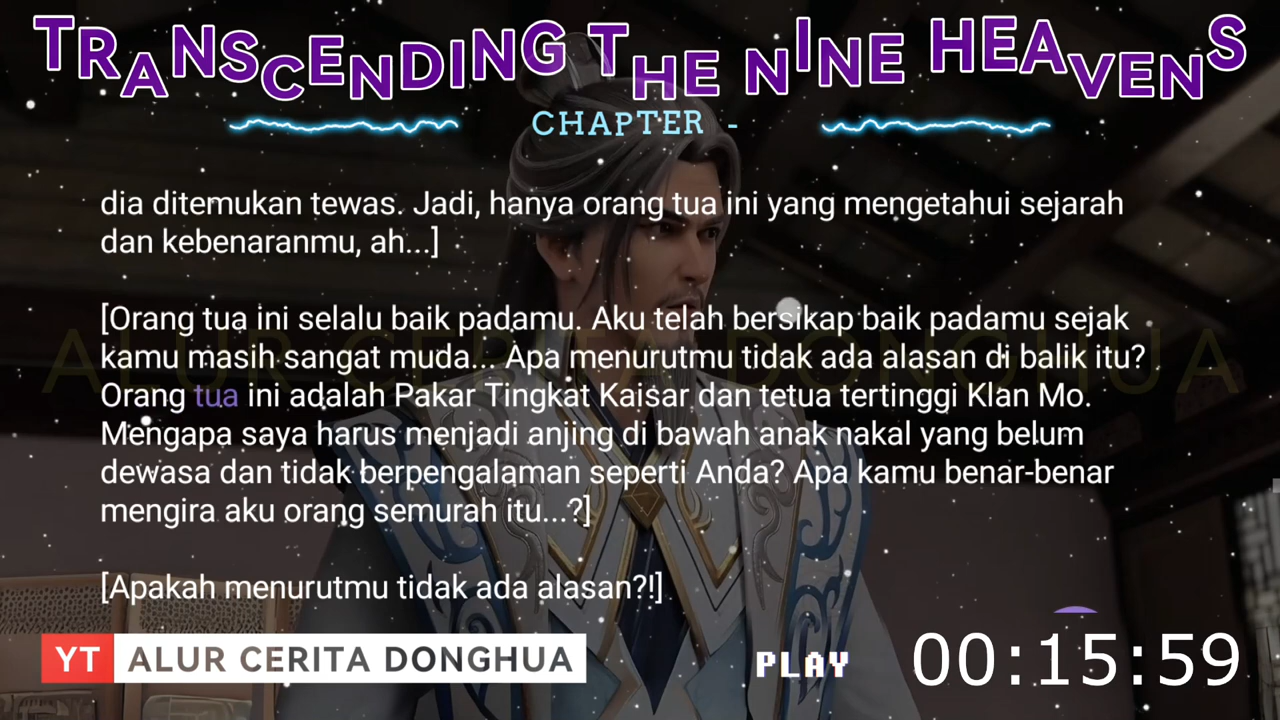 TRANSCENDING THE NINE HEAVENS
CHAPTER -
dia ditemukan tewas. Jadi, hanya orang tua ini yang mengetahui sejarah
dan kebenaranmu, ah...]
[Orang tua ini selalu baik padamu. Aku telah bersikap baik padamu sejak
kamu masih sangat muda... Apa menurutmu tidak ada alasan di balik itu?
Orang tua ini adalah Pakar Tingkat Kaisar dan tetua tertinggi Klan Mo.
Mengapa saya harus menjadi anjing di bawah anak nakal yang belum
dewasa dan tidak berpengalaman seperti Anda? Apa kamu benar-benar
mengira aku orang semurah itu...?]
[Apakah menurutmu tidak ada alasan?!]
ALUR CERITA DONGHUA
YT ALUR CERITA DONGHUA
PLAY
00:15:59